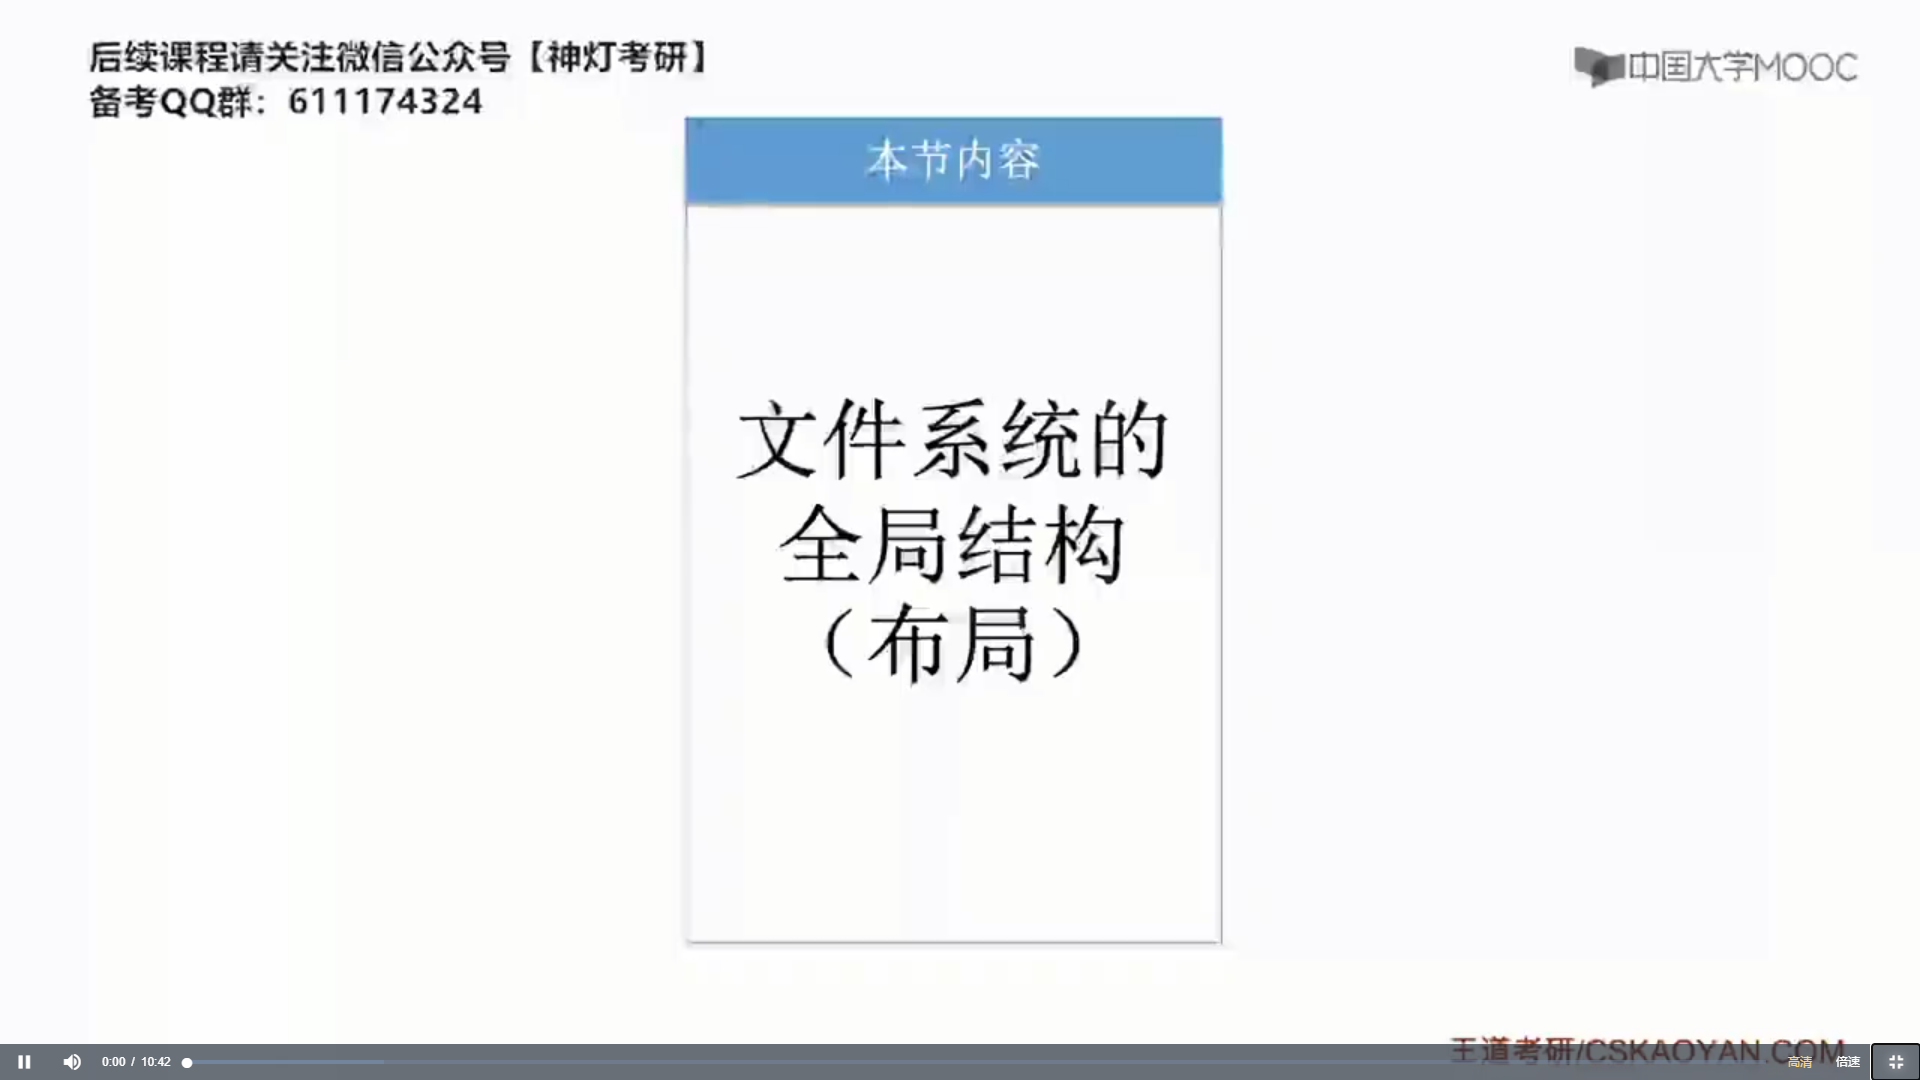 后续课程请关注微信公众号【神灯考研】
备考QQ群：611174324
中国大学MOOC
本节内容
文件系统的
全局结构
（布局）
王道考研/CSKAOYAN.COM
0:00 / 10:42
高清
倍速